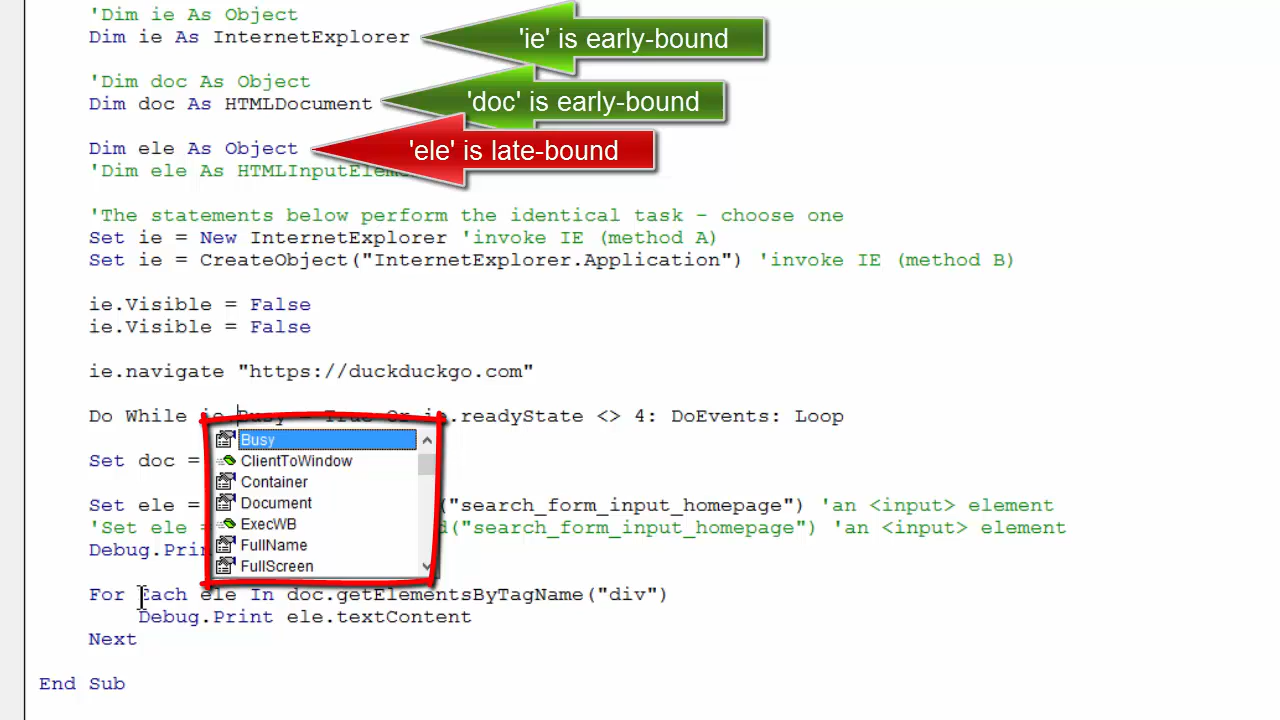 'Dim ie As Object
Dim ie As InternetExplorer
'ie' is early-bound
'Dim doc As Object
Dim doc As HTMLDocument
'doc' is early-bound
Dim ele As Object
'ele' is late-bound
'Dim ele As
'The statements below perform the identical task - choose one
Set ie = New InternetExplorer 'invoke IE (method A)
Set ie = CreateObject("InternetExplorer.Application") 'invoke IE (method B)
ie.Visible = False
ie.Visible = False
ie.navigate "https://duckduckgo.com"
Do While ie.Busy = True Or ie.readyState <> 4: DoEvents: Loop
Busy
ClientToWindow
Container
Document
ExecWB
FullName
FullScreen
Set doc =
Set ele = ("search_form_input_homepage") 'an <input> element
'Set ele = d("search_form_input_homepage") 'an <input> element
Debug.Prin
For Each ele In doc.getElementsByTagName("div")
Debug.Print ele.textContent
Next
End Sub